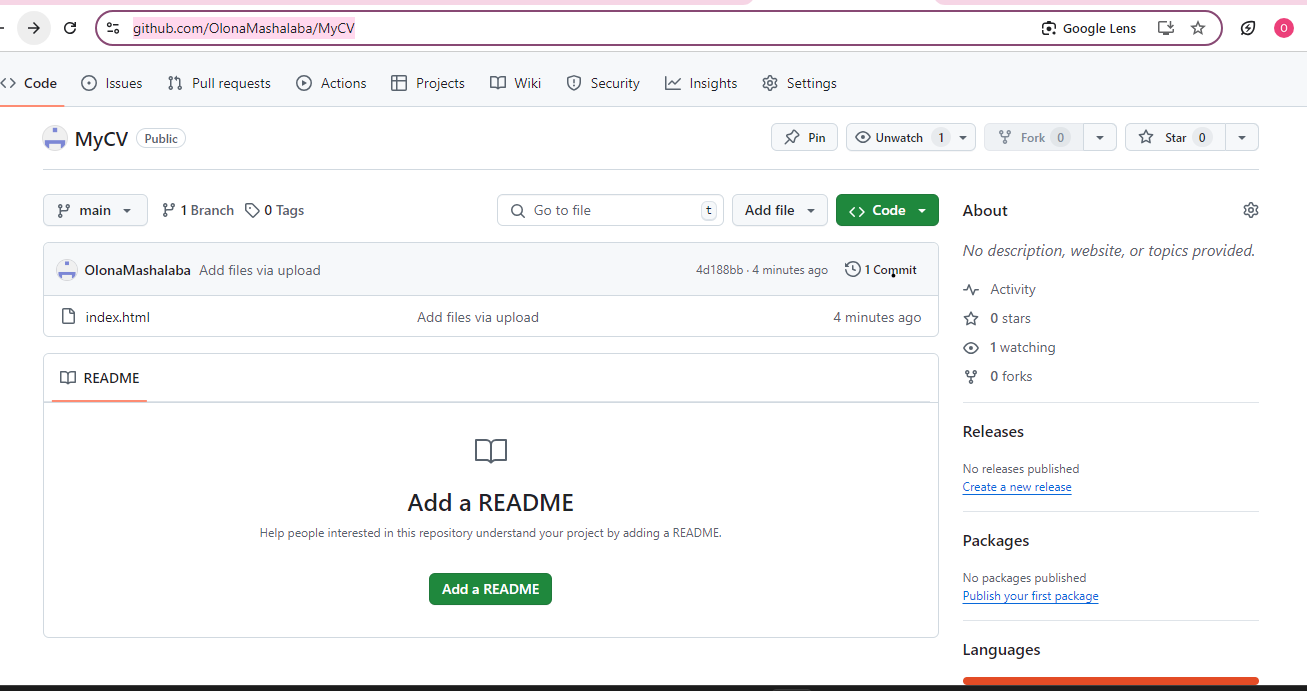 github.com/OlonaMashalaba/MyCV
Google Lens
O
Code
Issues
Pull requests
Actions
Projects
Wiki
Security
Insights
Settings
MyCV
Public
Pin
Unwatch 1
Fork 0
Star 0
main
1 Branch
0 Tags
Go to file
t
Add file
<> Code
About
No description, website, or topics provided.
OlonaMashalaba Add files via upload
4d188bb · 4 minutes ago
1 Commit
index.html
Add files via upload
4 minutes ago
Activity
0 stars
1 watching
0 forks
README
Add a README
Help people interested in this repository understand your project by adding a README.
Add a README
Releases
No releases published
Create a new release
Packages
No packages published
Publish your first package
Languages